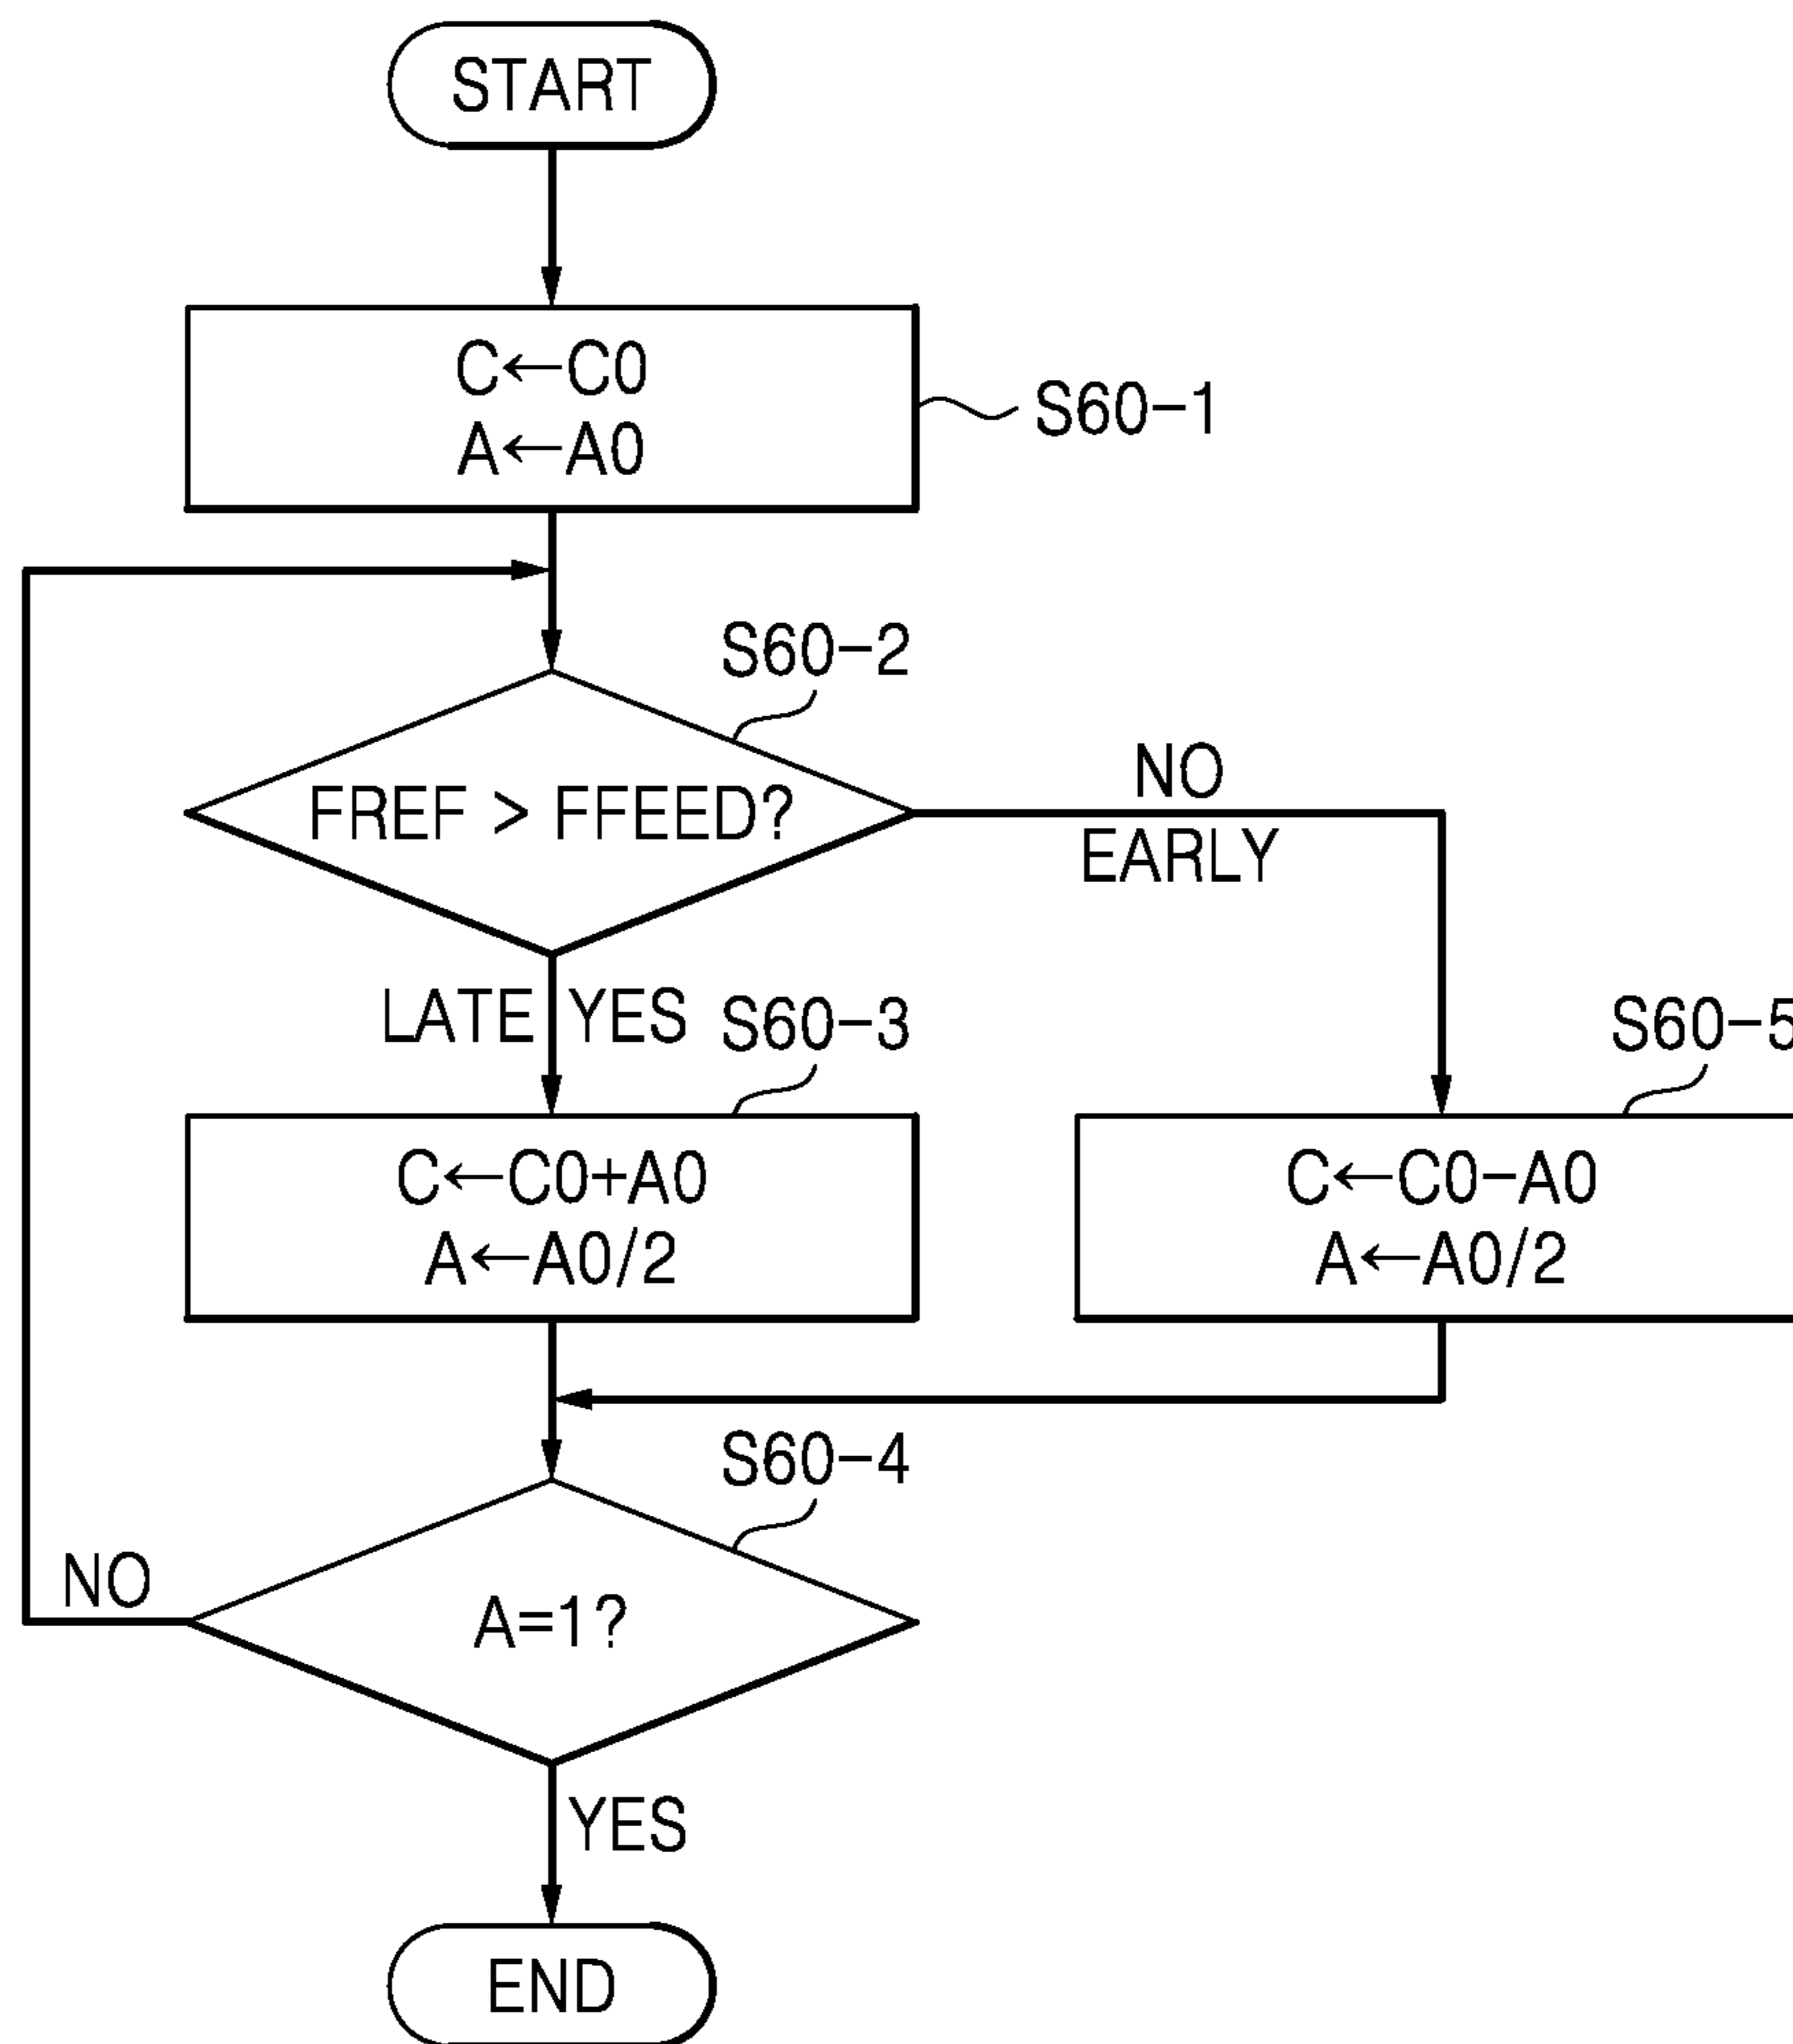 START
C←C0
A←A0
S60-1
S60-2
FREF > FFEED?
NO
EARLY
LATE YES
S60-3
S60-5
C←C0+A0
A←A0/2
C←C0-A0
A←A0/2
S60-4
NO
A=1?
YES
END